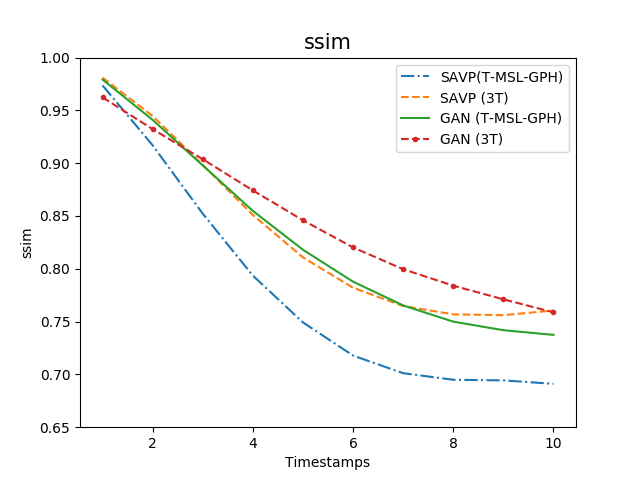 ssim
1.00
0.95
0.90
0.85
0.80
0.75
0.70
0.65
ssim
SAVP(T-MSL-GPH)
SAVP (3T)
GAN (T-MSL-GPH)
GAN (3T)
2 4 6 8 10
Timestamps